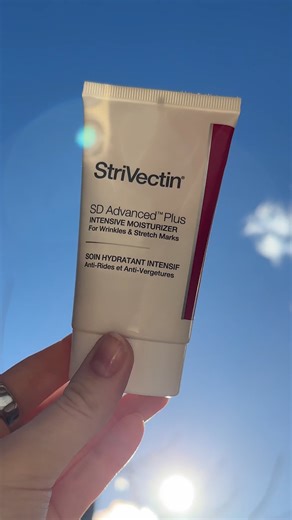 StriVectin®
SD Advanced™ Plus
INTENSIVE MOISTURIZER
For Wrinkles & Stretch Marks
SOIN HYDRATANT INTENSIF
Anti-Rides et Anti-Vergetures